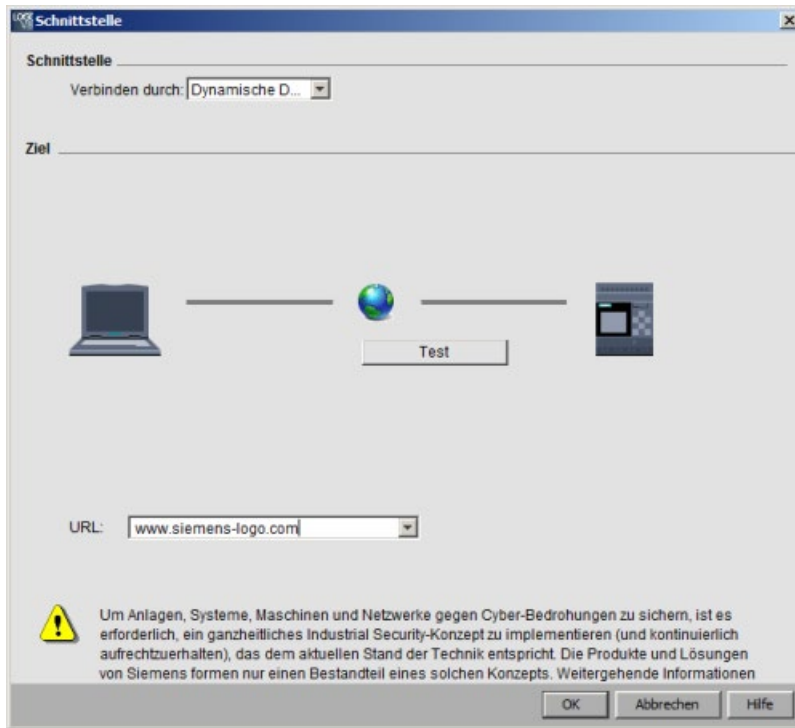 Schnittstelle
Schnittstelle
Verbinden durch: Dynamische D...
Ziel
Test
URL: www.siemens-logo.com
Um Anlagen, Systeme, Maschinen und Netzwerke gegen Cyber-Bedrohungen zu sichern, ist es
erforderlich, ein ganzheitliches Industrial Security-Konzept zu implementieren (und kontinuierlich
aufrechtzuerhalten), das dem aktuellen Stand der Technik entspricht. Die Produkte und Lösungen
von Siemens formen nur einen Bestandteil eines solchen Konzepts. Weitergehende Informationen
OK Abbrechen Hilfe